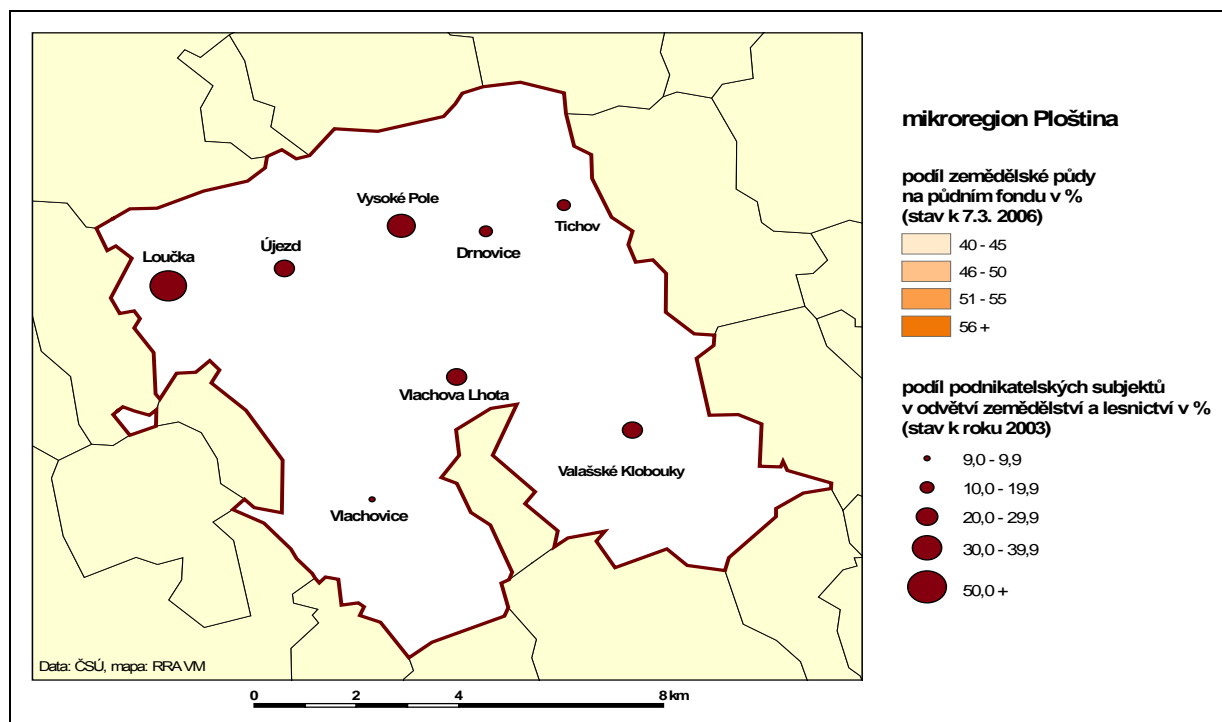 mikroregion Ploština
podíl zemědělské půdy
na půdním fondu v %
(stav k 7.3. 2006)
40 - 45
46 - 50
51 - 55
56 +
podíl podnikatelských subjektů
v odvětví zemědělství a lesnictví v %
(stav k roku 2003)
9,0 - 9,9
10,0 - 19,9
20,0 - 29,9
30,0 - 39,9
50,0 +
Vysoké Pole
Tichov
Drnovice
Újezd
Loučka
Vlachova Lhota
Valašské Klobouky
Vlachovice
Data: ČSÚ, mapa: RRA VM
0 2 4 8 km